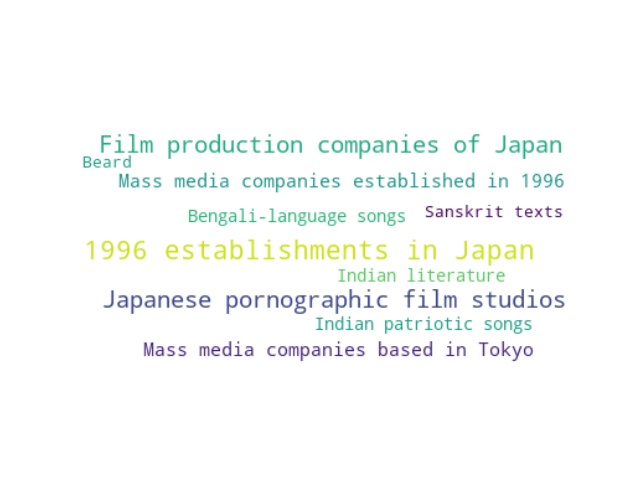 Film production companies of Japan
Beard
Mass media companies established in 1996
Bengali-language songs
Sanskrit texts
1996 establishments in Japan
Indian literature
Japanese pornographic film studios
Indian patriotic songs
Mass media companies based in Tokyo